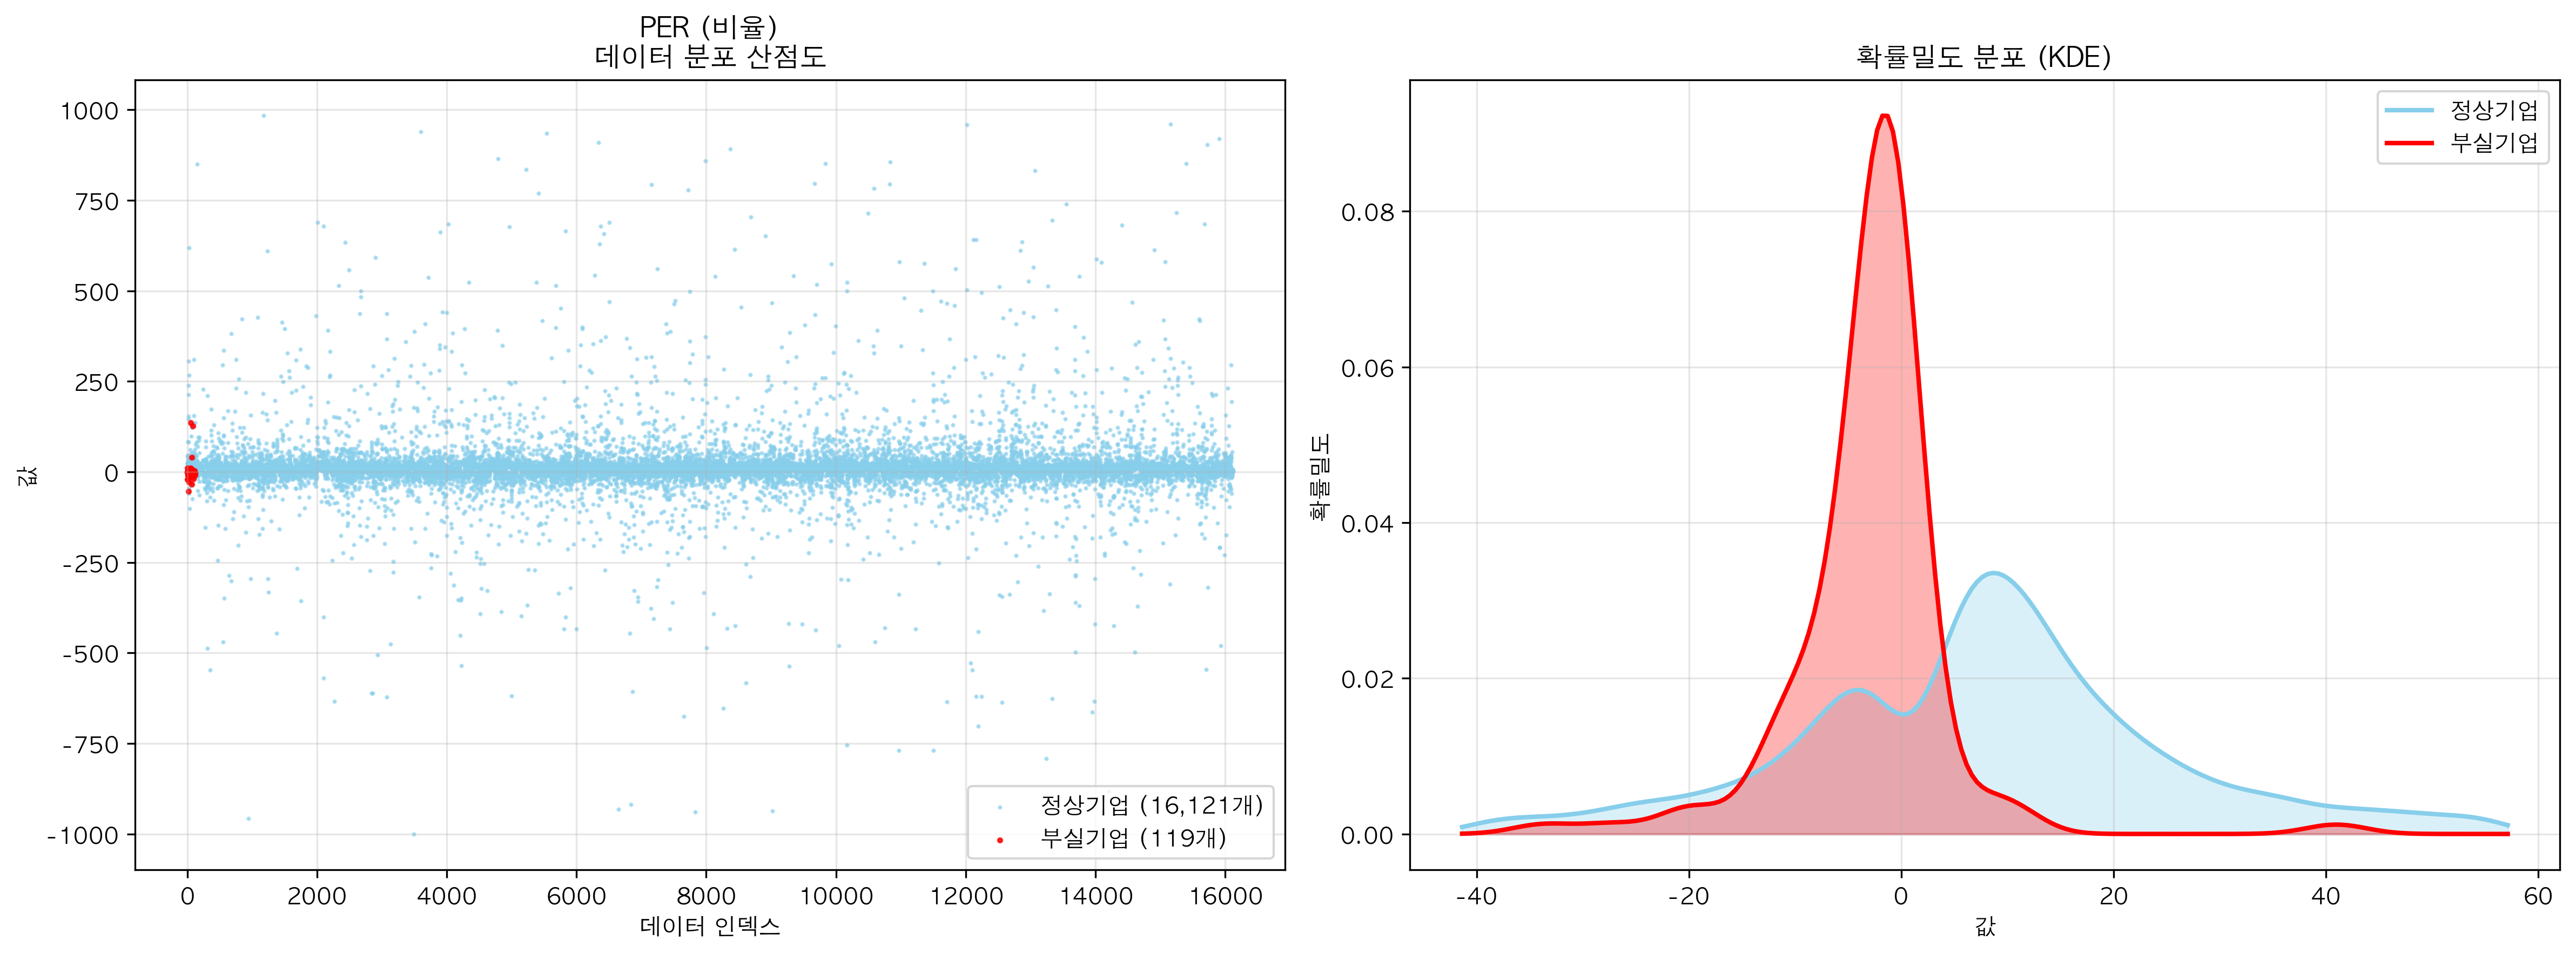 PER (비율)
데이터 분포 산점도
값
1000
750
500
250
0
-250
-500
-750
-1000
정상기업 (16,121개)
부실기업 (119개)
0 2000 4000 6000 8000 10000 12000 14000 16000
데이터 인덱스
확률밀도 분포 (KDE)
정상기업
부실기업
확률밀도
0.08
0.06
0.04
0.02
0.00
-40 -20 0 20 40 60
값